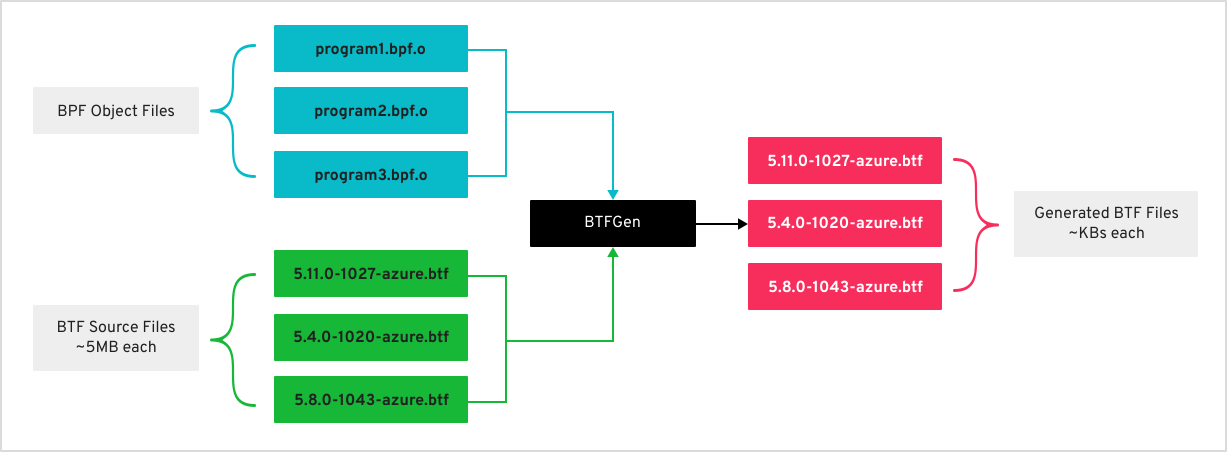 BPF Object Files
program1.bpf.o
program2.bpf.o
program3.bpf.o
BTF Source Files
~5MB each
5.11.0-1027-azure.btf
5.4.0-1020-azure.btf
5.8.0-1043-azure.btf
BTFGen
5.11.0-1027-azure.btf
5.4.0-1020-azure.btf
5.8.0-1043-azure.btf
Generated BTF Files
~KBs each